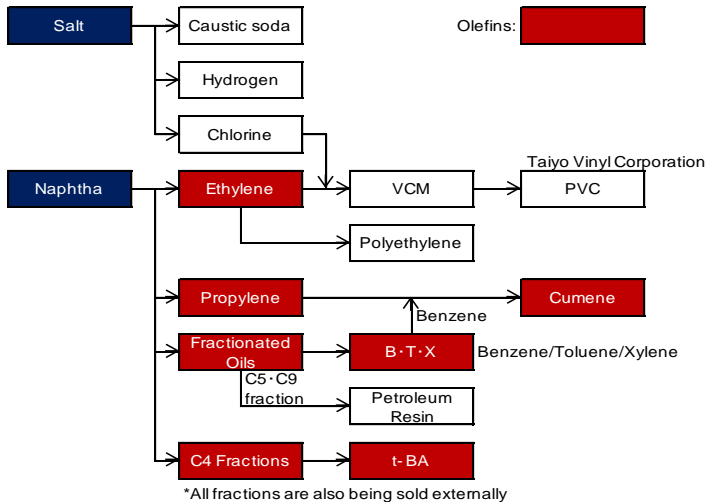 Salt
Caustic soda
Olefins:
Hydrogen
Chlorine
Taiyo Vinyl Corporation
Naphtha
Ethylene
VCM
PVC
Polyethylene
Propylene
Cumene
Benzene
Fractionated
Oils
B・T・X
Benzene/Toluene/Xylene
C5・C9
fraction
Petroleum
Resin
C4 Fractions
t-BA
*All fractions are also being sold externally